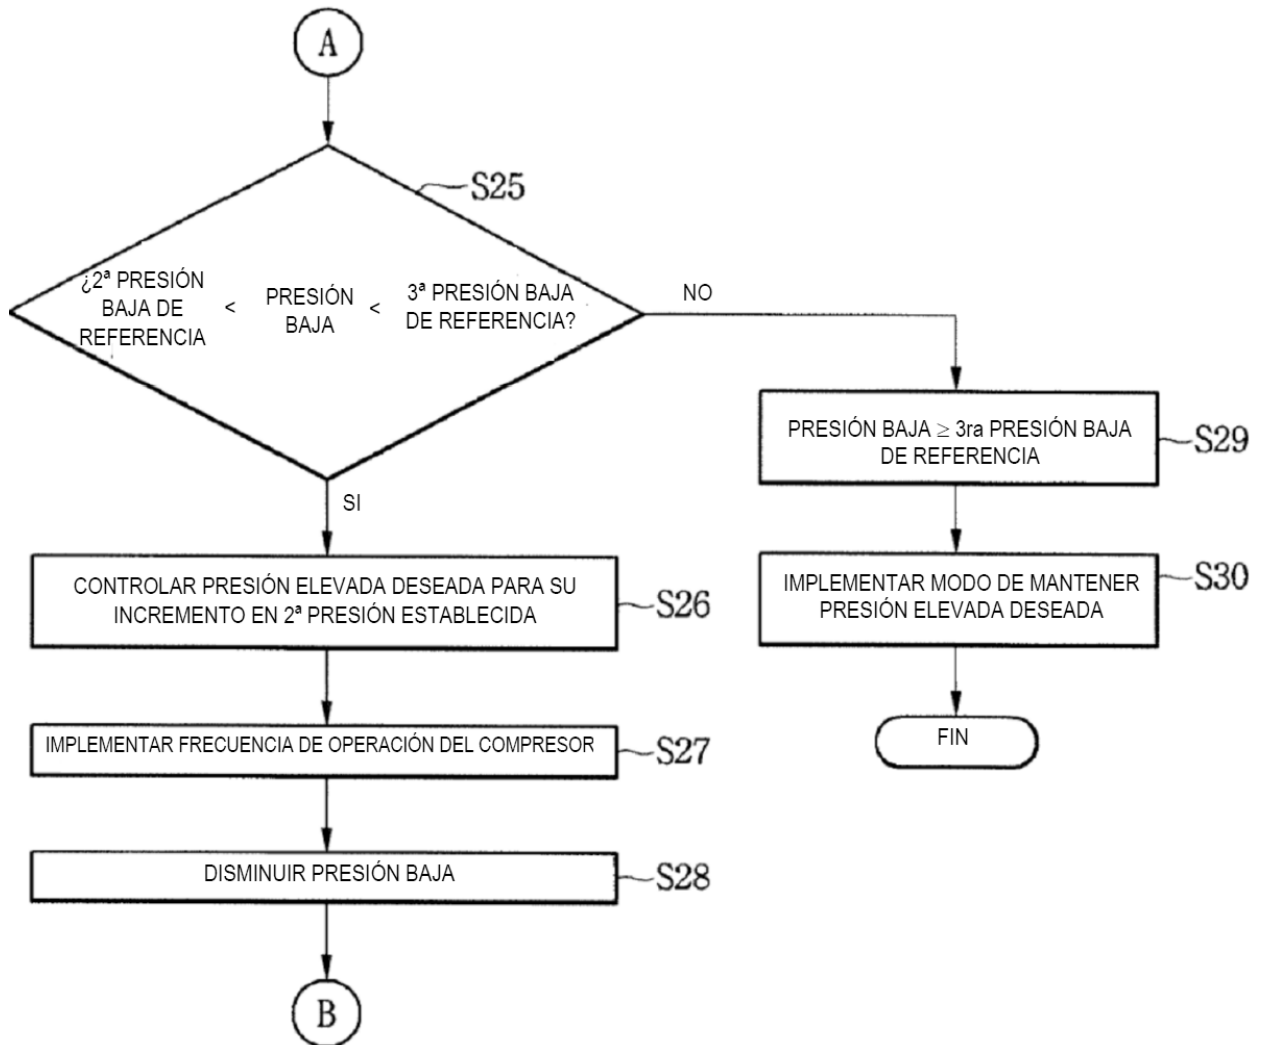 A
S25
¿2ª PRESIÓN
BAJA DE
REFERENCIA
<
PRESIÓN
BAJA
<
3ª PRESIÓN BAJA
DE REFERENCIA?
NO
PRESIÓN BAJA ≥ 3ra PRESIÓN BAJA
DE REFERENCIA
S29
SI
CONTROLAR PRESIÓN ELEVADA DESEADA PARA SU
INCREMENTO EN 2ª PRESIÓN ESTABLECIDA
S26
IMPLEMENTAR MODO DE MANTENER
PRESIÓN ELEVADA DESEADA
S30
IMPLEMENTAR FRECUENCIA DE OPERACIÓN DEL COMPRESOR
S27
FIN
DISMINUIR PRESIÓN BAJA
S28
B